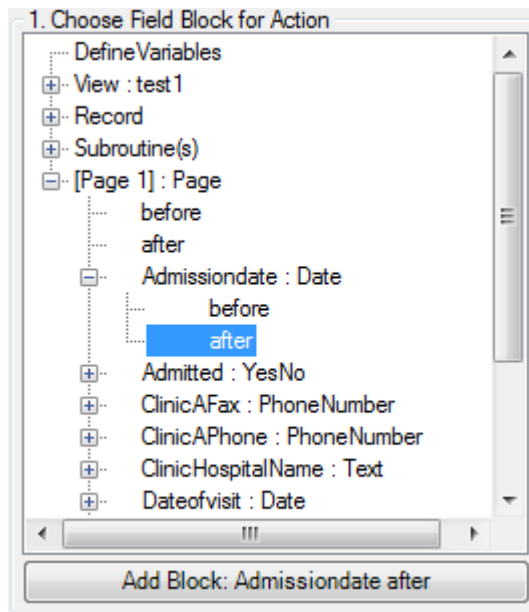 1. Choose Field Block for Action
DefineVariables
View : test1
Record
Subroutine(s)
[Page 1] : Page
before
after
Admissiondate : Date
before
after
Admitted : YesNo
ClinicAFax : PhoneNumber
ClinicAPhone : PhoneNumber
ClinicHospitalName : Text
Dateofvisit : Date
Add Block: Admissiondate after